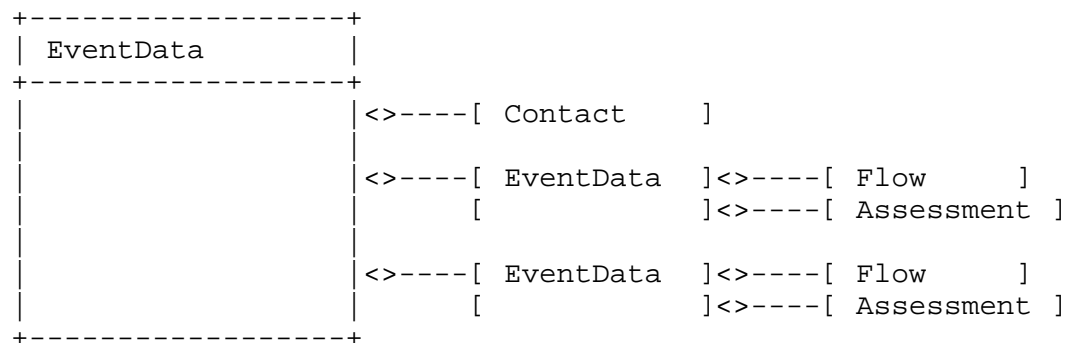 +------------------+
| EventData        |
+------------------+
|                  |<>----[ Contact    ]
|                  |
|                  |<>----[ EventData  ]<>----[ Flow       ]
|                  |      [            ]<>----[ Assessment ]
|                  |
|                  |<>----[ EventData  ]<>----[ Flow       ]
|                  |      [            ]<>----[ Assessment ]
+------------------+